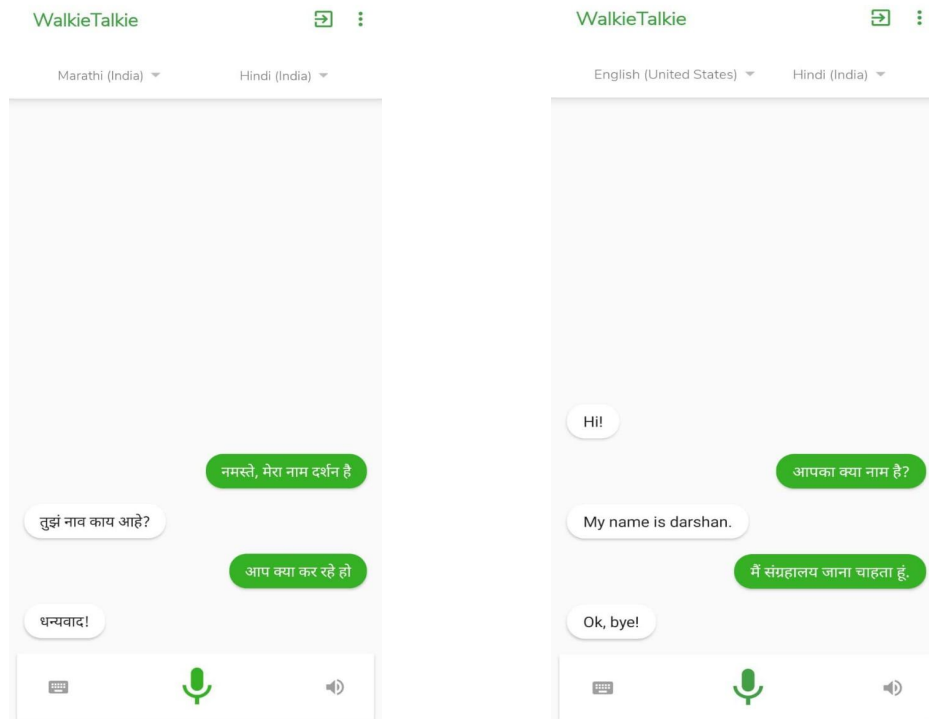 WalkieTalkie
Marathi (India)
Hindi (India)
नमस्ते, मेरा नाम दर्शन है
तुझं नाव काय आहे?
आप क्या कर रहे हो
धन्यवाद!
WalkieTalkie
English (United States)
Hindi (India)
Hi!
आपका क्या नाम है?
My name is darshan.
मैं संग्रहालय जाना चाहता हूं.
Ok, bye!